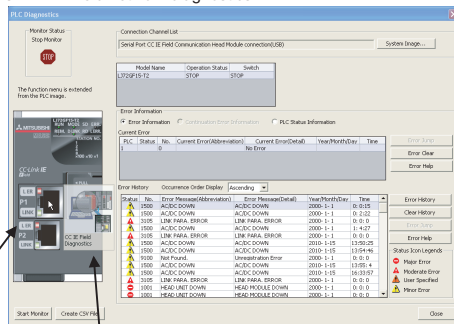 PLC Diagnostics
Monitor Status
Stop Monitor
STOP
The function menu is extended
from the PLC image.
Connection Channel List
Serial Port CC IE Field Communication Head Module connection(USB)
System Image...
Model Name Operation Status Switch
LJ72GF15-T2 STOP STOP
Error Information
Error Information Continuation Error Information PLC Status Information
Current Error
PLC Status No. Current Error(Abbreviation) Current Error(Detail) Year/Month/Day Time
1 0 No Error
Error Jump
Error Clear
Error Help
Error History Occurrence Order Display Ascending
Status No. Error Message(Abbreviation) Error Message(Detail) Year/Month/Day Time
1500 AC/DC DOWN AC/DC DOWN 2000- 1- 1 0: 0:15
1500 AC/DC DOWN AC/DC DOWN 2000- 1- 1 0: 2:22
3105 LINK PARA. ERROR LINK PARA. ERROR 2000- 1- 1 0: 0: 0
1500 AC/DC DOWN AC/DC DOWN 2000- 1- 1 1: 4:27
3105 LINK PARA. ERROR LINK PARA. ERROR 2000- 1- 1 0: 0: 0
1500 AC/DC DOWN AC/DC DOWN 2010- 1-15 13:50:25
1500 AC/DC DOWN AC/DC DOWN 2010- 1-15 13:54:46
9100 Not Found. Unregistration Error 2000- 1- 1 0: 0: 0
1500 AC/DC DOWN AC/DC DOWN 2010- 1-15 13:55: 4
1500 AC/DC DOWN AC/DC DOWN 2010- 1-15 16:33:57
3105 LINK PARA. ERROR LINK PARA. ERROR 2000- 1- 1 0: 0: 0
1001 HEAD UNIT DOWN HEAD MODULE DOWN 2000- 1- 1 0: 0: 0
1001 HEAD UNIT DOWN HEAD MODULE DOWN 2000- 1- 1 0: 0: 0
Error History
Clear History
Error Jump
Error Help
Status Icon Legends
Major Error
Moderate Error
User Specified
Minor Error
LJ72GF15-T2
MITSUBISHI
CC-Link IE
L ER
P1
LINK
L ER
P2
LINK
CC IE Field
Diagnostics
Start Monitor
Create CSV File
Close